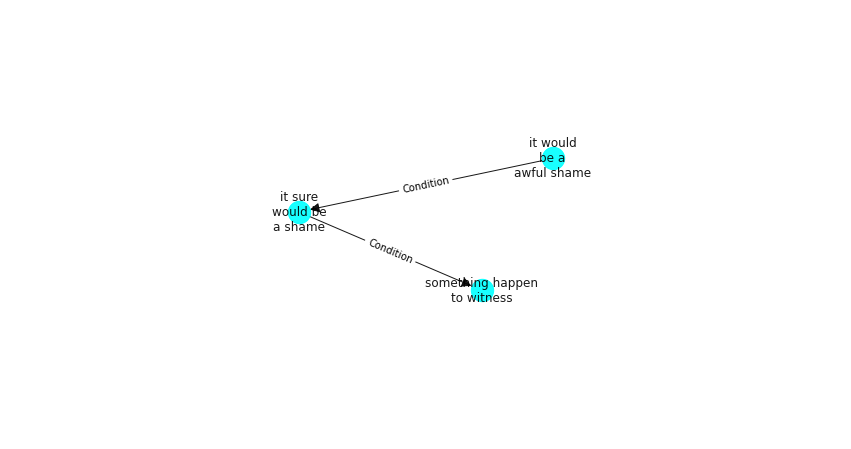 it would
be a
awful shame
Condition
it sure
would be
a shame
Condition
something happen
to witness